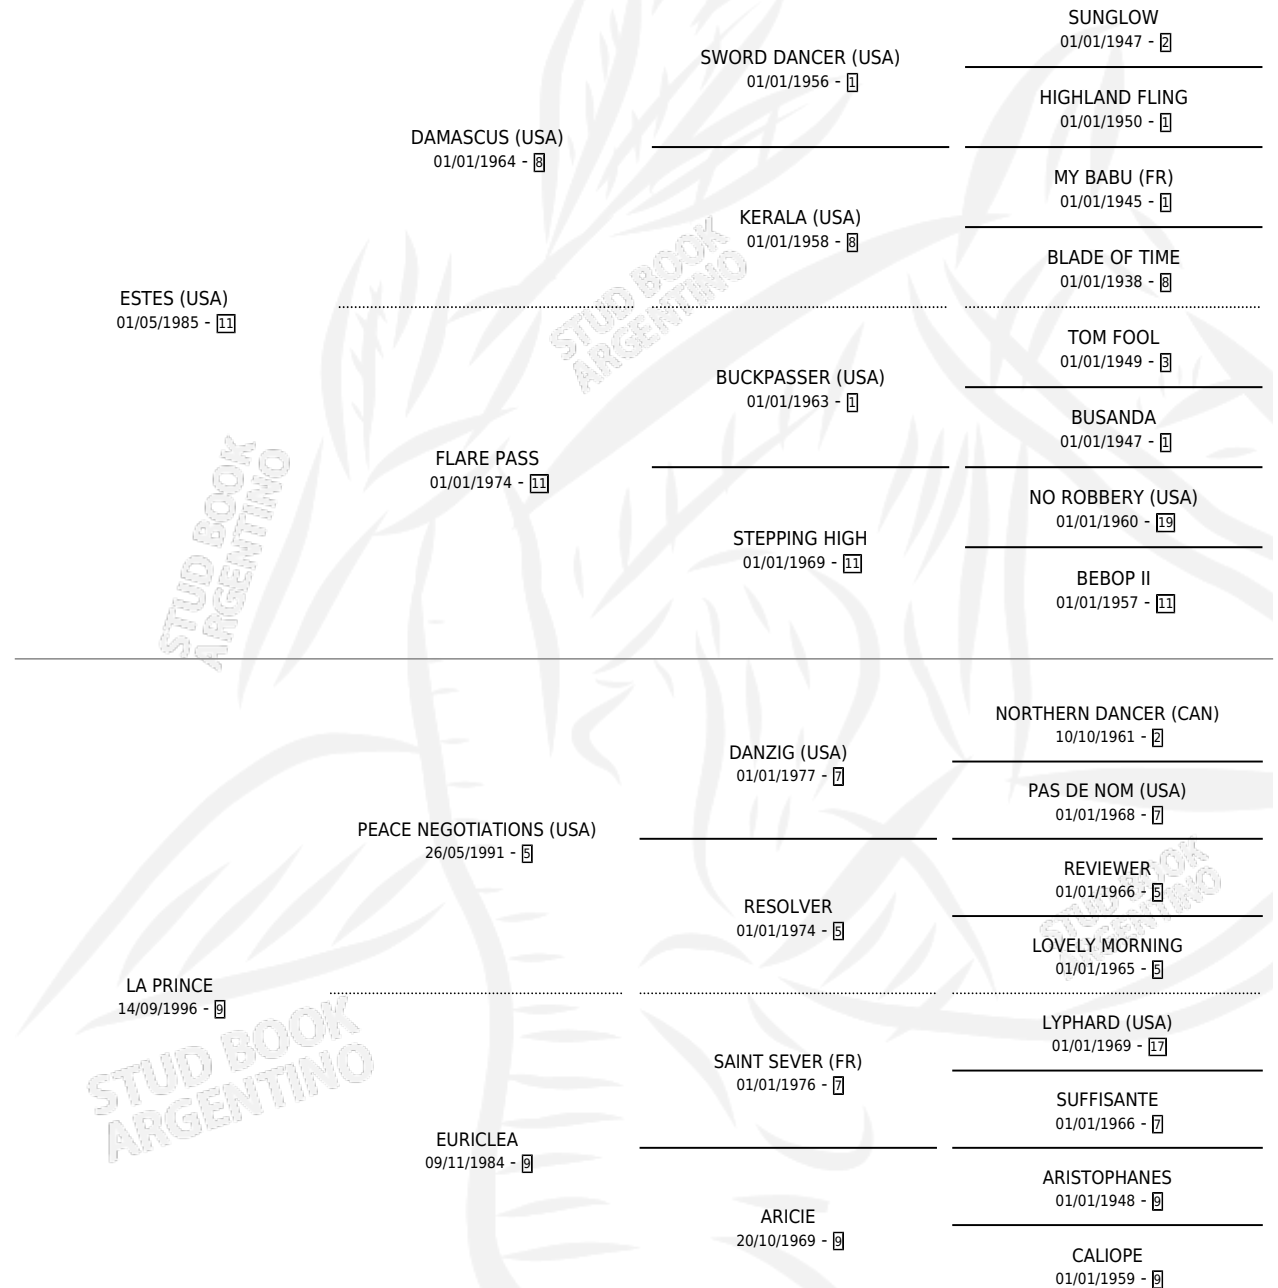 SUNGLOW
01/01/1947 - 2
SWORD DANCER (USA)
01/01/1956 - 1
HIGHLAND FLING
01/01/1950 - 1
DAMASCUS (USA)
01/01/1964 - 8
MY BABU (FR)
01/01/1945 - 1
KERALA (USA)
01/01/1958 - 8
BLADE OF TIME
01/01/1938 - 8
ESTES (USA)
01/05/1985 - 11
TOM FOOL
01/01/1949 - 3
BUCKPASSER (USA)
01/01/1963 - 1
BUSANDA
01/01/1947 - 1
FLARE PASS
01/01/1974 - 11
NO ROBBERY (USA)
01/01/1960 - 19
STEPPING HIGH
01/01/1969 - 11
BEBOP II
01/01/1957 - 11
NORTHERN DANCER (CAN)
10/10/1961 - 2
DANZIG (USA)
01/01/1977 - 7
PAS DE NOM (USA)
01/01/1968 - 7
PEACE NEGOTIATIONS (USA)
26/05/1991 - 5
REVIEWER
01/01/1966 - 5
RESOLVER
01/01/1974 - 5
LOVELY MORNING
01/01/1965 - 5
LA PRINCE
14/09/1996 - 9
LYPHARD (USA)
01/01/1969 - 17
SAINT SEVER (FR)
01/01/1976 - 7
SUFFISANTE
01/01/1966 - 7
EURICLEA
09/11/1984 - 9
ARISTOPHANES
01/01/1948 - 9
ARICIE
20/10/1969 - 9
CALIOPE
01/01/1959 - 9
STUD BOOK
ARGENTINO
STUD BOOK
ARGENTINO
STUD BOOK
ARGENTINO
STUD BOOK
ARGENTINO